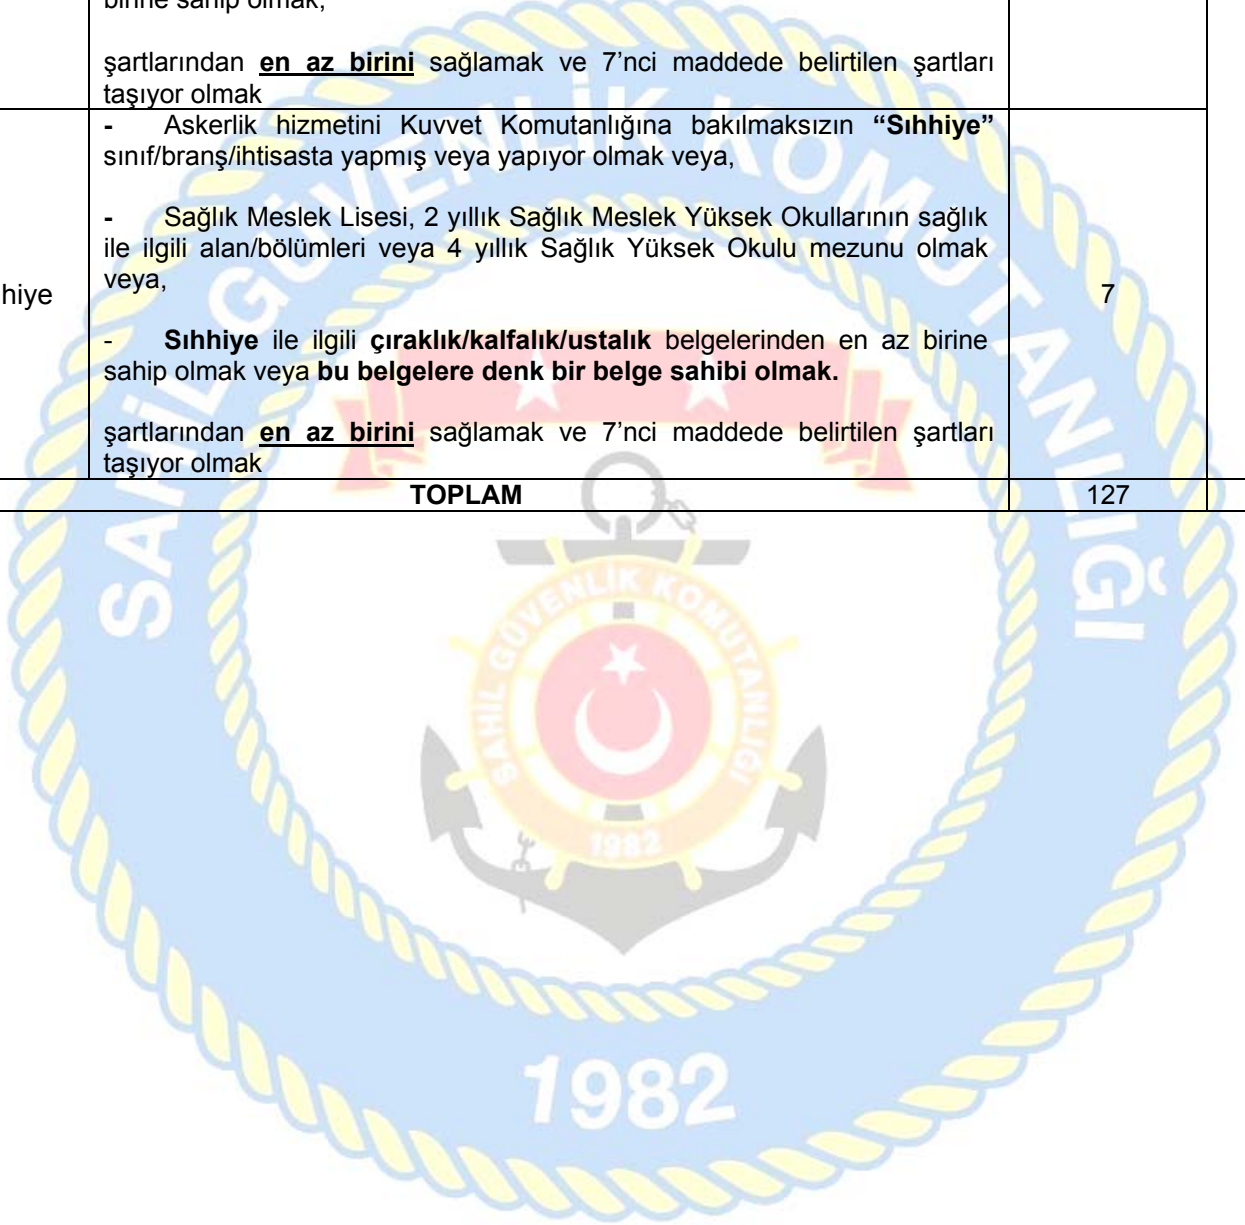 birine sahip olmak,
şartlarından en az birini sağlamak ve 7’nci maddede belirtilen şartları
taşıyor olmak
- Askerlik hizmetini Kuvvet Komutanlığına bakılmaksızın “Sıhhiye”
sınıf/branş/ihtisasta yapmış veya yapıyor olmak veya,
- Sağlık Meslek Lisesi, 2 yıllık Sağlık Meslek Yüksek Okullarının sağlık
ile ilgili alan/bölümleri veya 4 yıllık Sağlık Yüksek Okulu mezunu olmak
veya,
hiye
7
- Sıhhiye ile ilgili çıraklık/kalfalık/ustalık belgelerinden en az birine
sahip olmak veya bu belgelere denk bir belge sahibi olmak.
şartlarından en az birini sağlamak ve 7’nci maddede belirtilen şartları
taşıyor olmak
TOPLAM 127
SAHİL GÜVENLİK KOMUTANLIĞI
SAHİL GÜVENLİK KOMUTANLIĞI
1982
1982